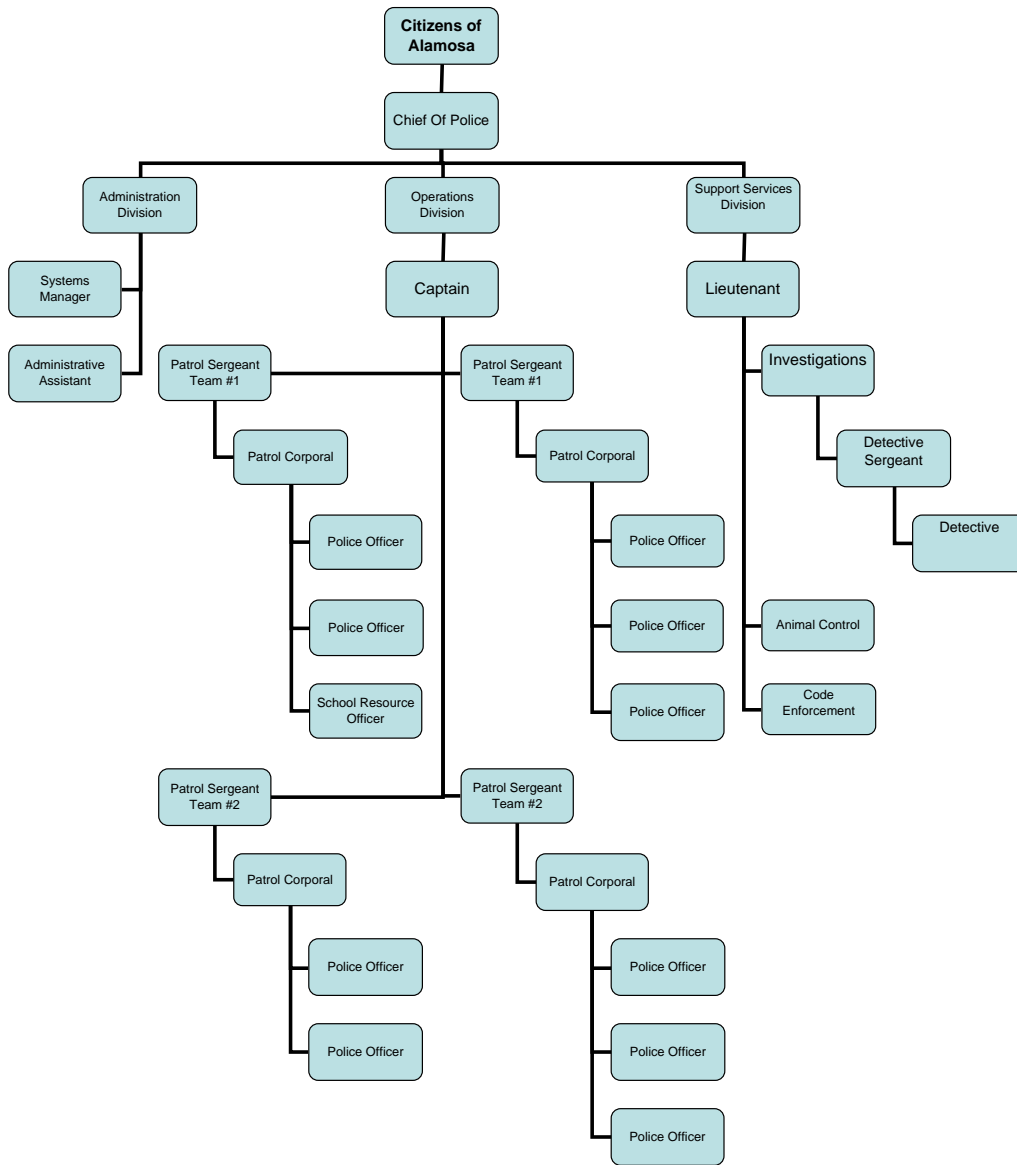 Citizens of
Alamosa
Chief Of Police
Administration
Division
Operations
Division
Support Services
Division
Systems
Manager
Captain
Lieutenant
Administrative
Assistant
Patrol Sergeant
Team #1
Patrol Sergeant
Team #1
Investigations
Patrol Corporal
Patrol Corporal
Detective
Sergeant
Police Officer
Police Officer
Detective
Police Officer
Police Officer
Animal Control
School Resource
Officer
Police Officer
Code
Enforcement
Patrol Sergeant
Team #2
Patrol Sergeant
Team #2
Patrol Corporal
Patrol Corporal
Police Officer
Police Officer
Police Officer
Police Officer
Police Officer